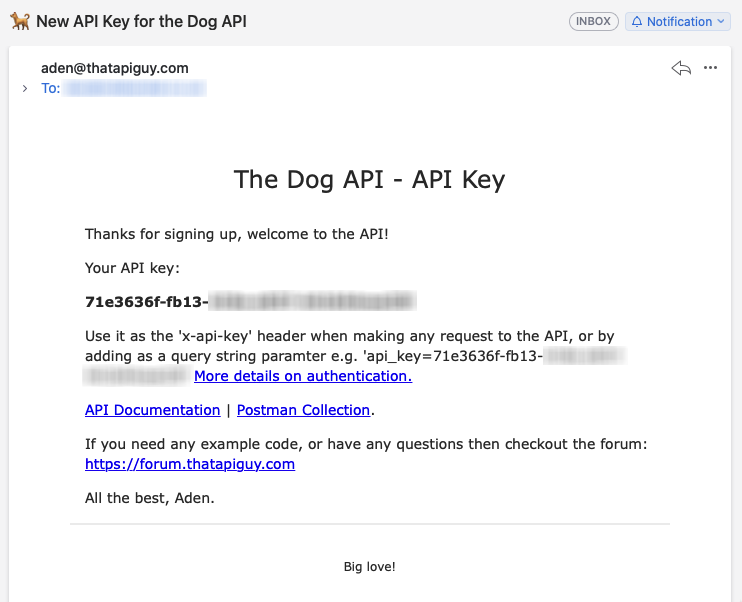 New API Key for the Dog API
INBOX
Notification
aden@thatapiguy.com
To:
The Dog API - API Key
Thanks for signing up, welcome to the API!
Your API key:
71e3636f-fb13-
Use it as the 'x-api-key' header when making any request to the API, or by
adding as a query string paramter e.g. 'api_key=71e3636f-fb13-
More details on authentication.
API Documentation | Postman Collection.
If you need any example code, or have any questions then checkout the forum:
https://forum.thatapiguy.com
All the best, Aden.
Big love!